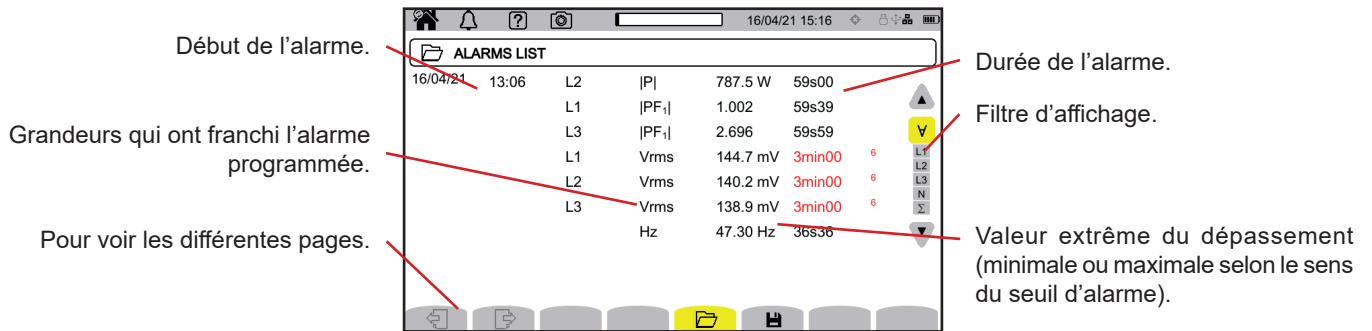 16/04/21 15:16
ALARMS LIST
16/04/21 13:06 L2 |P| 787.5 W 59s00
L1 |PF₁| 1.002 59s39
L3 |PF₁| 2.696 59s59
L1 Vrms 144.7 mV 3min00 6
L2 Vrms 140.2 mV 3min00 6
L3 Vrms 138.9 mV 3min00 6
Hz 47.30 Hz 36s36
∀
L1
L2
L3
N
Σ
Début de l’alarme.
Grandeurs qui ont franchi l’alarme
programmée.
Pour voir les différentes pages.
Durée de l’alarme.
Filtre d’affichage.
Valeur extrême du dépassement
(minimale ou maximale selon le sens
du seuil d’alarme).